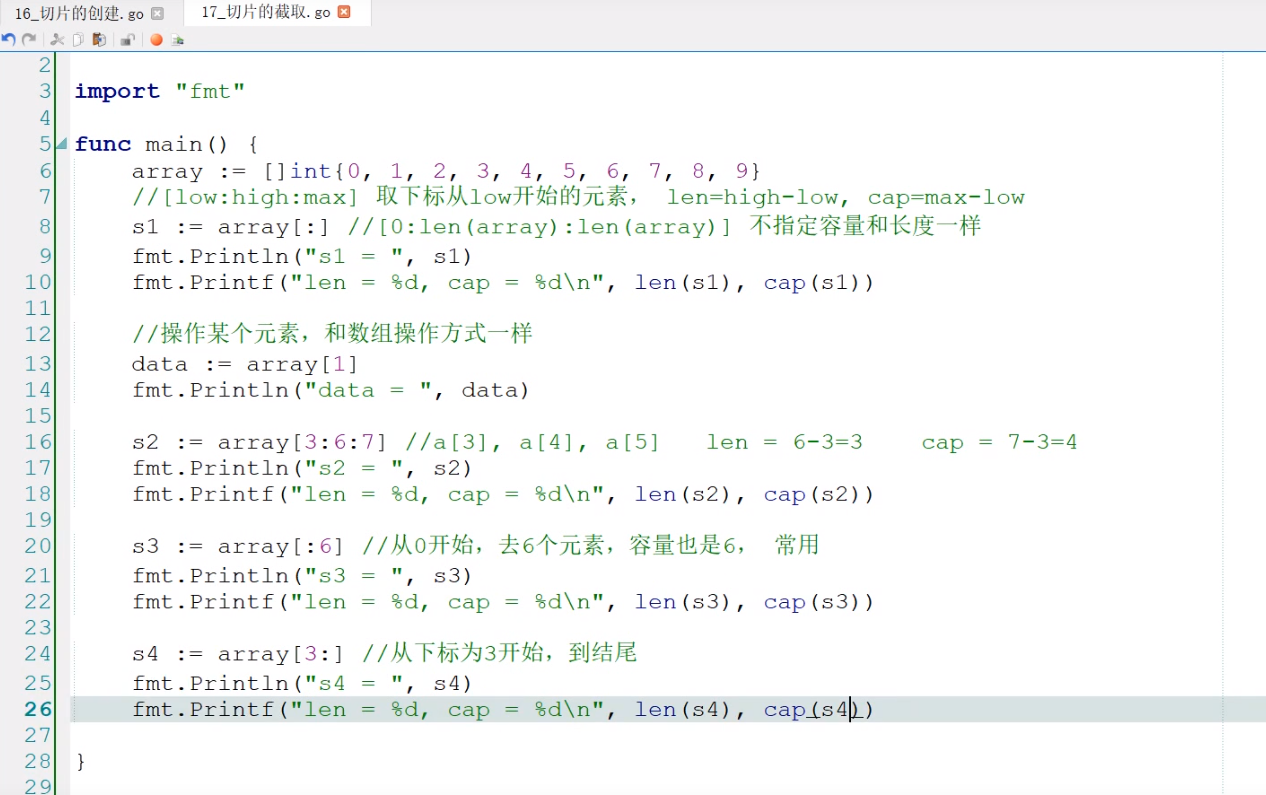 16_切片的创建.go 17_切片的截取.go
2
3 import "fmt"
4
5 func main() {
6 array := []int{0, 1, 2, 3, 4, 5, 6, 7, 8, 9}
7 //[low:high:max] 取下标从low开始的元素, len=high-low, cap=max-low
8 s1 := array[:] //[0:len(array):len(array)] 不指定容量和长度一样
9 fmt.Println("s1 = ", s1)
10 fmt.Printf("len = %d, cap = %d\n", len(s1), cap(s1))
11
12 //操作某个元素，和数组操作方式一样
13 data := array[1]
14 fmt.Println("data = ", data)
15
16 s2 := array[3:6:7] //a[3], a[4], a[5] len = 6-3=3 cap = 7-3=4
17 fmt.Println("s2 = ", s2)
18 fmt.Printf("len = %d, cap = %d\n", len(s2), cap(s2))
19
20 s3 := array[:6] //从0开始，去6个元素，容量也是6， 常用
21 fmt.Println("s3 = ", s3)
22 fmt.Printf("len = %d, cap = %d\n", len(s3), cap(s3))
23
24 s4 := array[3:] //从下标为3开始，到结尾
25 fmt.Println("s4 = ", s4)
26 fmt.Printf("len = %d, cap = %d\n", len(s4), cap(s4))
27
28 }
29